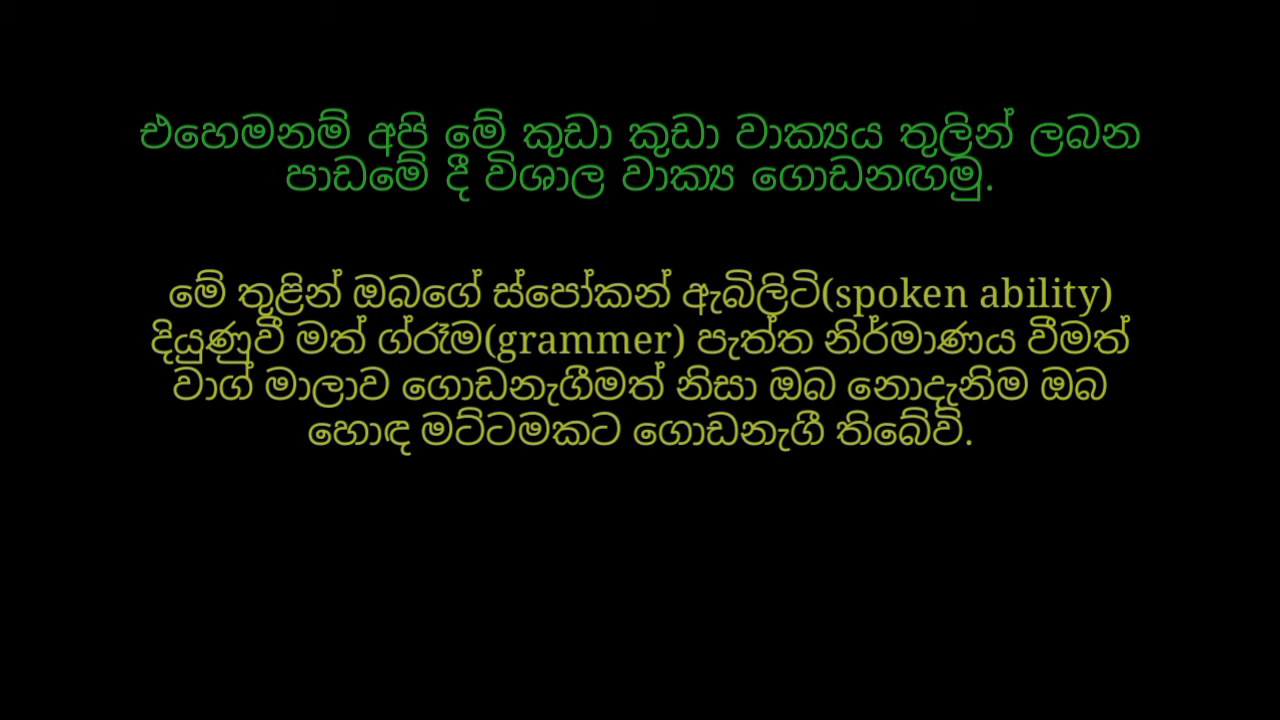 එහෙමනම් අපි මේ කුඩා කුඩා වාක්‍යය තුලින් ලබන
පාඩමේ දී විශාල වාක්‍ය ගොඩනඟමු.
මේ තුළින් ඔබගේ ස්පෝකන් ඇබිලිටි(spoken ability)
දියුණුවී මත් ග්රෑම(grammer) පැත්ත නිර්මාණය වීමත්
වාග් මාලාව ගොඩනැගීමත් නිසා ඔබ නොදැනිම ඔබ
හොඳ මට්ටමකට ගොඩනැගී තිබේවි.